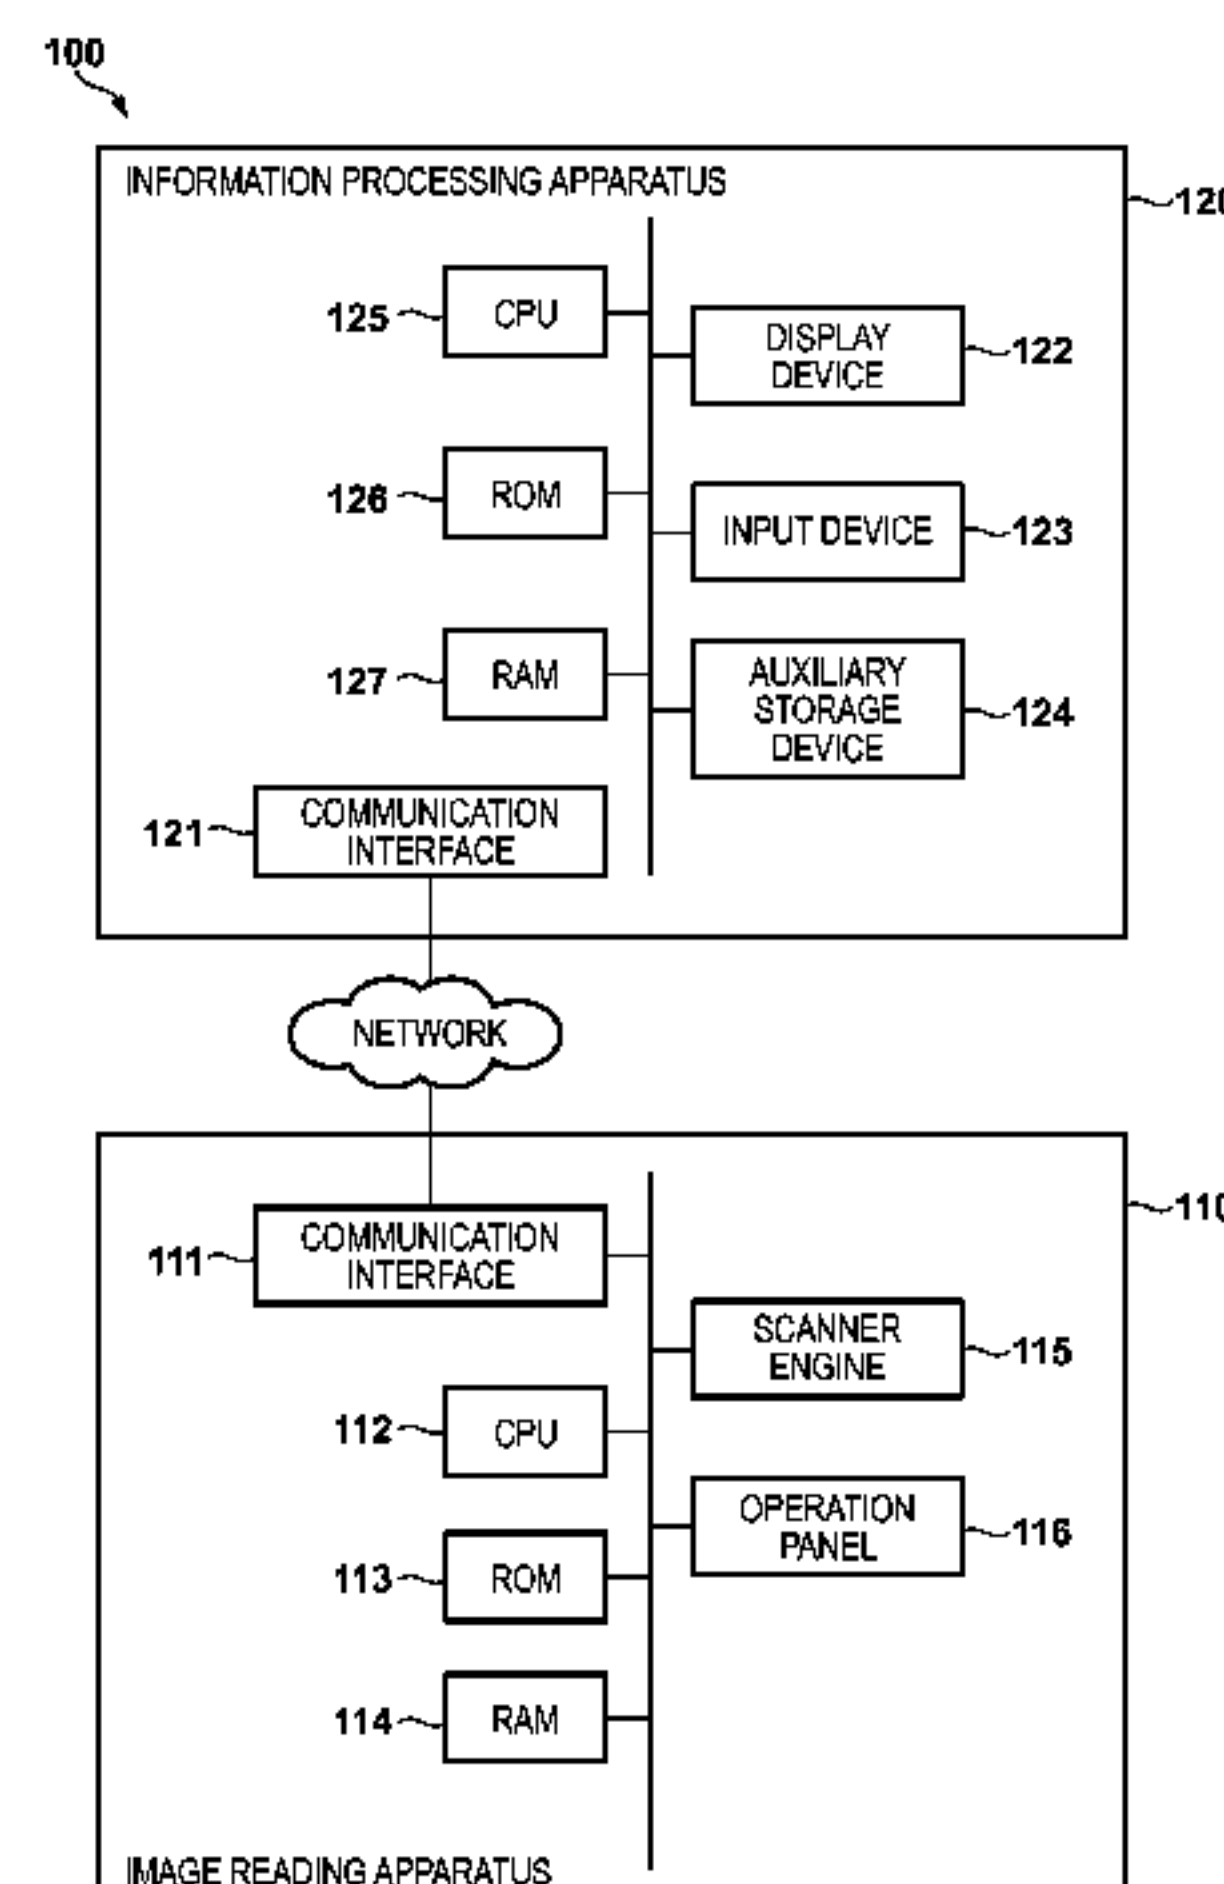 100
INFORMATION PROCESSING APPARATUS
120
125
CPU
DISPLAY
DEVICE
122
126
ROM
INPUT DEVICE
123
127
RAM
AUXILIARY
STORAGE
DEVICE
124
121
COMMUNICATION
INTERFACE
NETWORK
110
111
COMMUNICATION
INTERFACE
SCANNER
ENGINE
115
112
CPU
OPERATION
PANEL
116
113
ROM
114
RAM
IMAGE READING APPARATUS